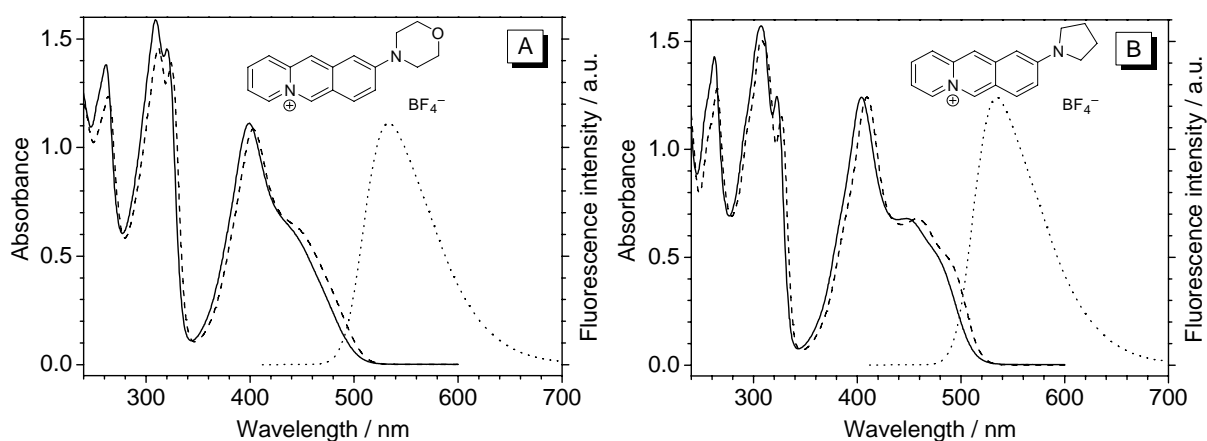 A
O
N
N
⊕
BF₄⁻
1.5
1.0
0.5
0.0
Absorbance
Fluorescence intensity / a.u.
300 400 500 600 700
Wavelength / nm
B
N
N
⊕
BF₄⁻
1.5
1.0
0.5
0.0
Absorbance
Fluorescence intensity / a.u.
300 400 500 600 700
Wavelength / nm